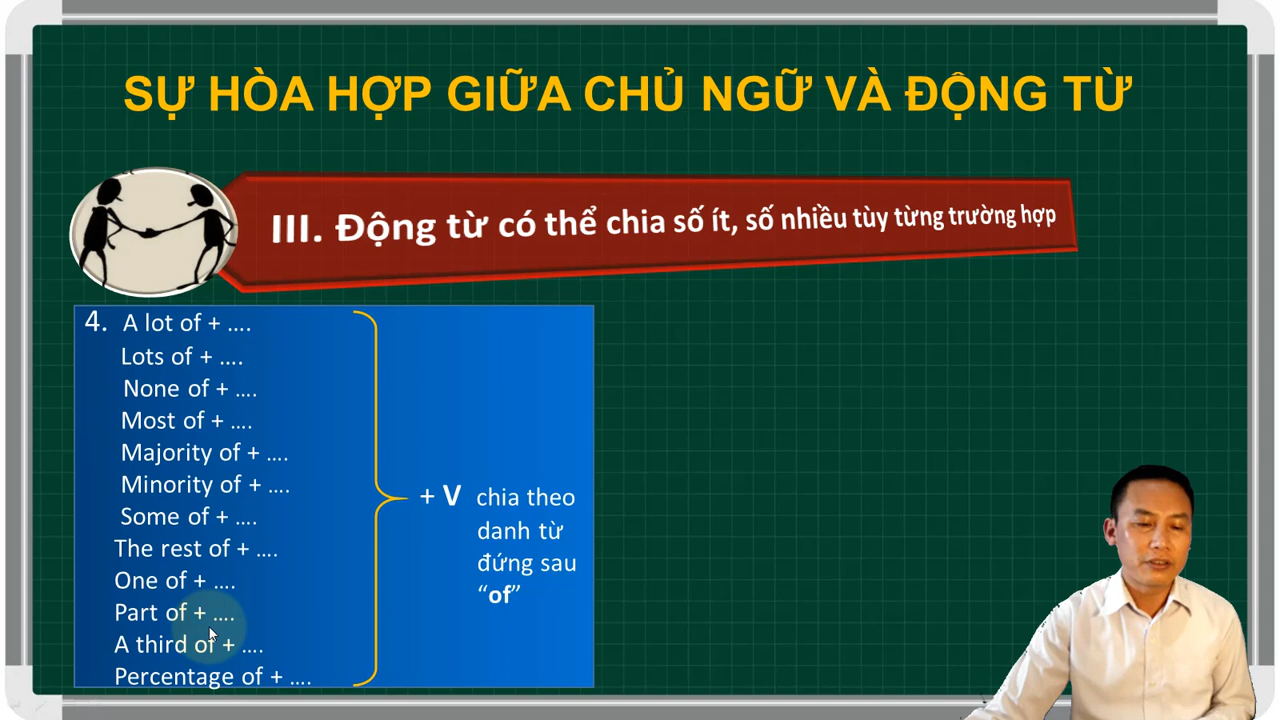 SỰ HÒA HỢP GIỮA CHỦ NGỮ VÀ ĐỘNG TỪ
III. Động từ có thể chia số ít, số nhiều tùy từng trường hợp
4. A lot of + ....
Lots of + ....
None of + ....
Most of + ....
Majority of + ....
Minority of + ....
Some of + ....
The rest of + ....
One of + ....
Part of + ....
A third of + ....
Percentage of + ....
+ V chia theo
danh từ
đứng sau
“of”